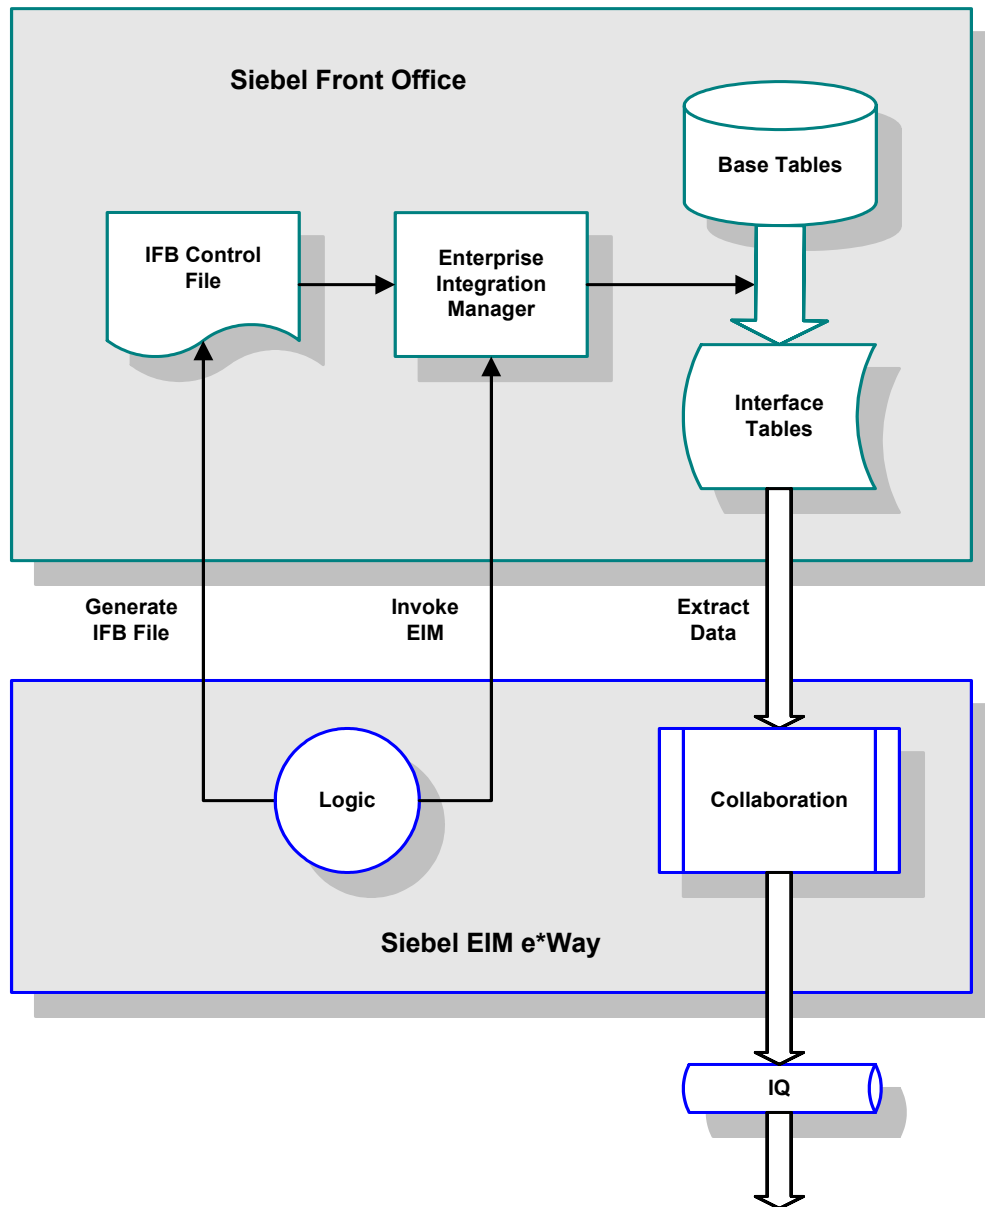 Siebel Front Office
Base Tables
IFB Control
File
Enterprise
Integration
Manager
Interface
Tables
Generate
IFB File
Invoke
EIM
Extract
Data
Logic
Collaboration
Siebel EIM e*Way
IQ